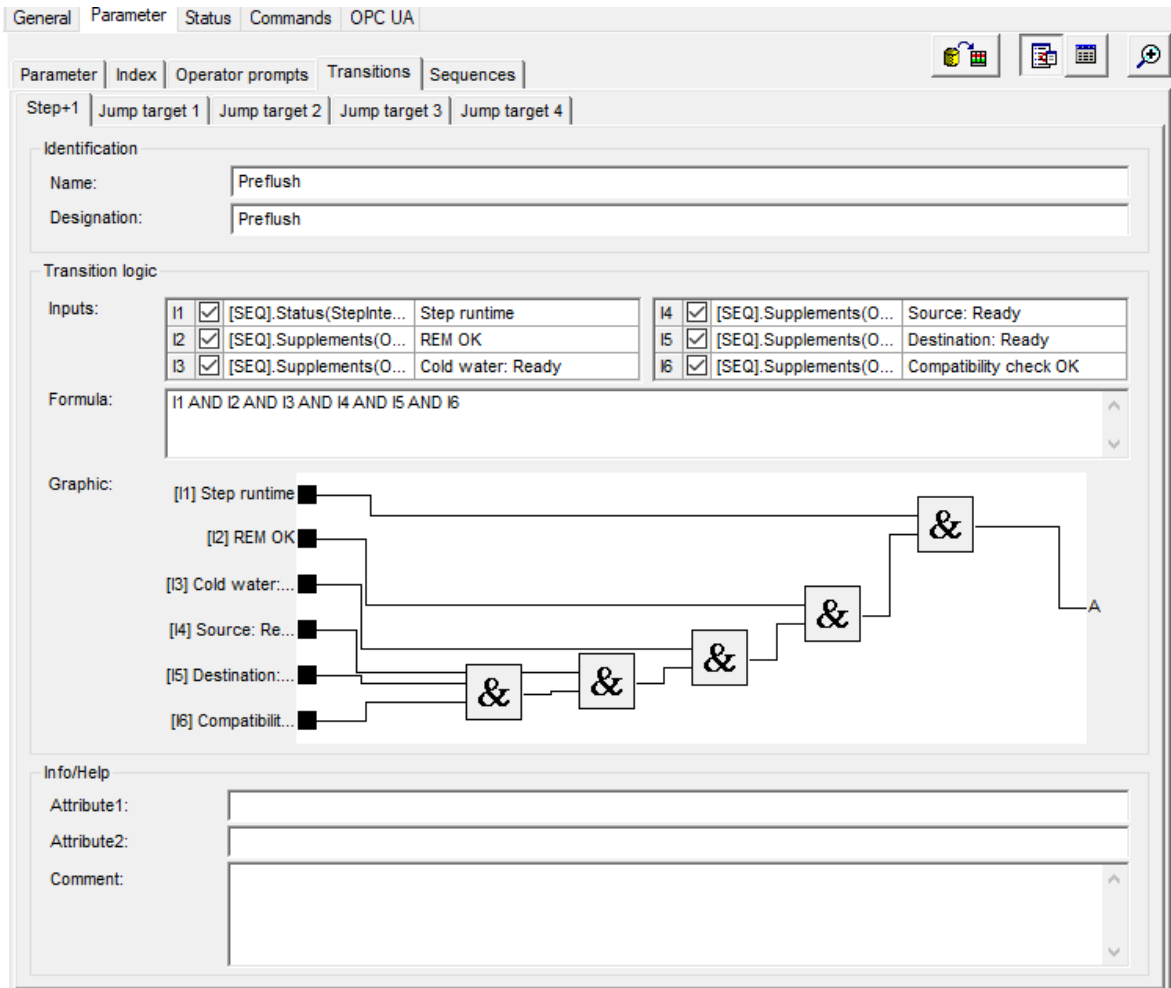 General Parameter Status Commands OPC UA
Parameter Index Operator prompts Transitions Sequences
Step+1 Jump target 1 Jump target 2 Jump target 3 Jump target 4
Identification
Name: Preflush
Designation: Preflush
Transition logic
Inputs: I1 [SEQ].Status(StepInte... Step runtime I4 [SEQ].Supplements(O... Source: Ready
I2 [SEQ].Supplements(O... REM OK I5 [SEQ].Supplements(O... Destination: Ready
I3 [SEQ].Supplements(O... Cold water: Ready I6 [SEQ].Supplements(O... Compatibility check OK
Formula: I1 AND I2 AND I3 AND I4 AND I5 AND I6
Graphic:
[I1] Step runtime
&
[I2] REM OK
[I3] Cold water:...
&
A
[I4] Source: Re...
&
[I5] Destination:...
& &
[I6] Compatibilit...
Info/Help
Attribute1:
Attribute2:
Comment: